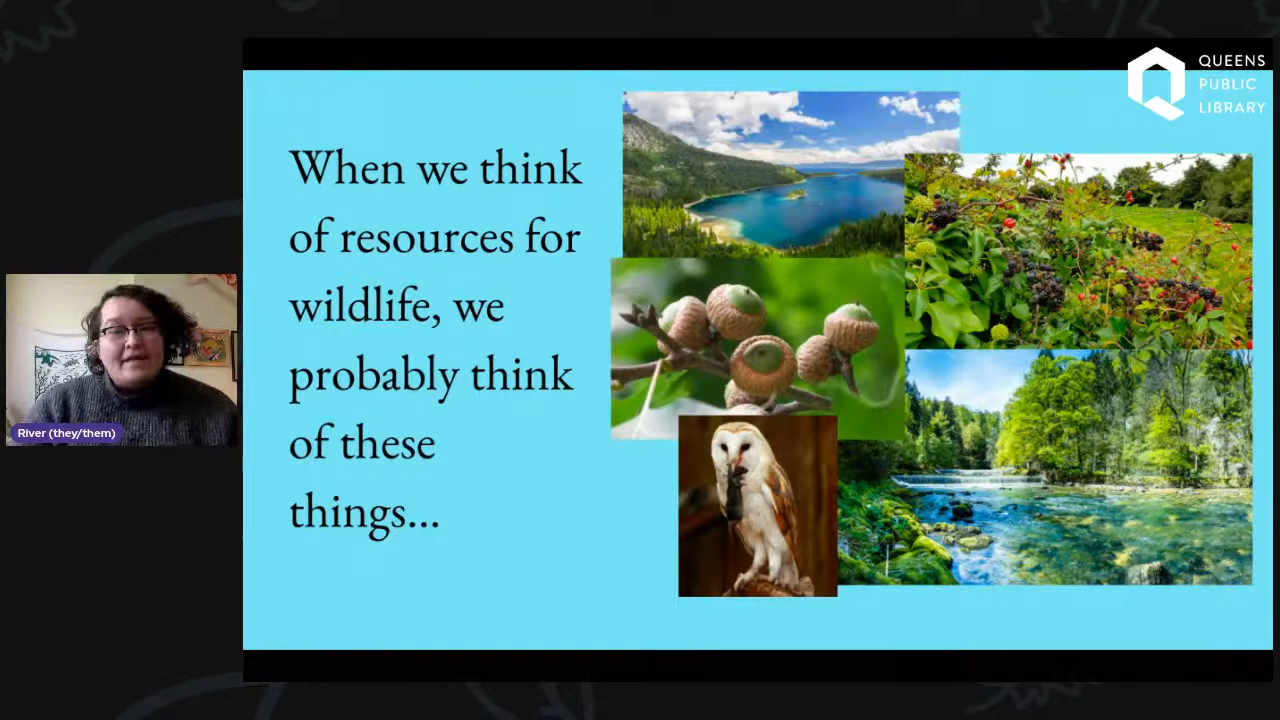 QUEENS
PUBLIC
LIBRARY
When we think
of resources for
wildlife, we
probably think
of these
things...
River (they/them)